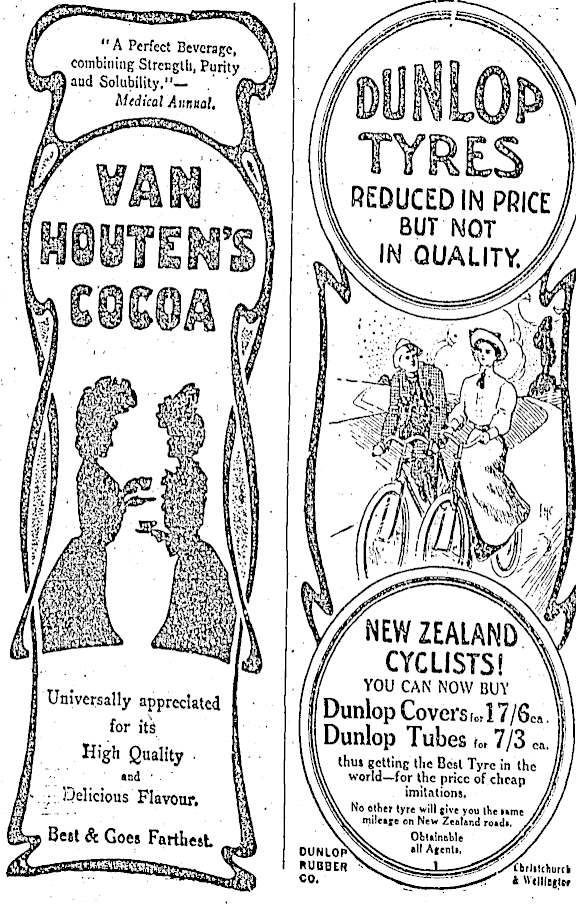 "A Perfect Beverage,
combining Strength, Purity
and Solubility."—
Medical Annual.
VAN
HOUTEN'S
COCOA
Universally appreciated
for its
High Quality
and
Delicious Flavour.
Best & Goes Farthest.
DUNLOP
TYRES
REDUCED IN PRICE
BUT NOT
IN QUALITY.
NEW ZEALAND
CYCLISTS!
YOU CAN NOW BUY
Dunlop Covers for 17/6 ea.
Dunlop Tubes for 7/3 ea.
thus getting the Best Tyre in the
world—for the price of cheap
imitations.
No other tyre will give you the same
mileage on New Zealand roads.
Obtainable
all Agents.
DUNLOP
RUBBER
CO.
Christchurch
& Wellington